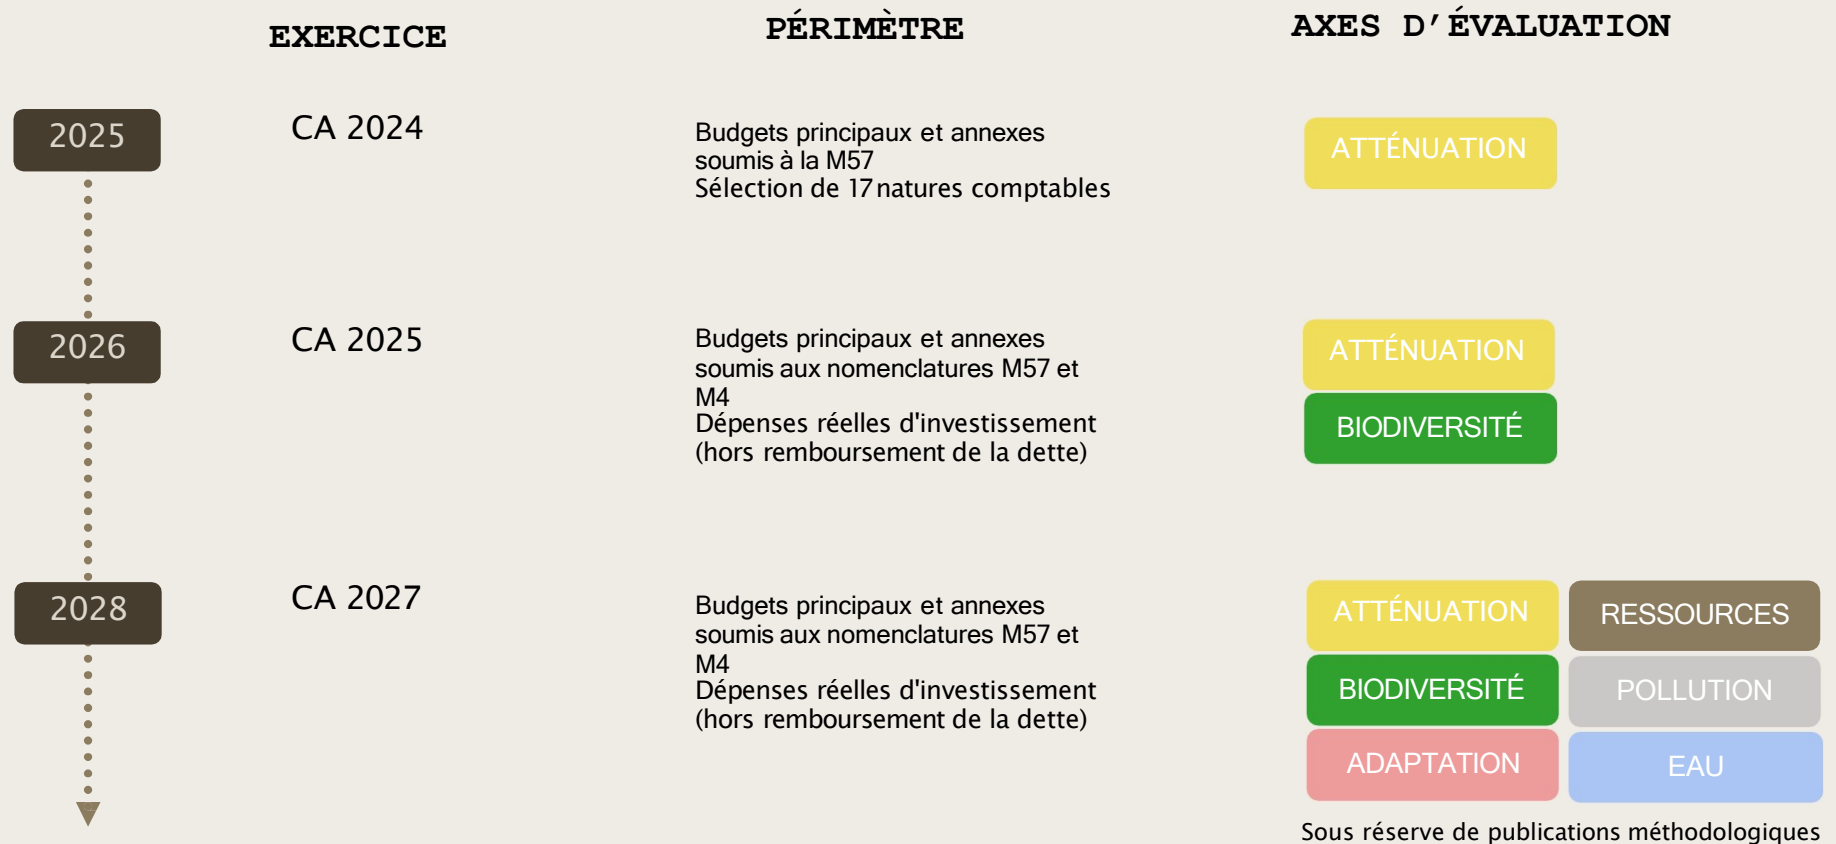 EXERCICE
PÉRIMÈTRE
AXES D’ÉVALUATION
2025
CA 2024
Budgets principaux et annexes
soumis à la M57
Sélection de 17 natures comptables
ATTÉNUATION
2026
CA 2025
Budgets principaux et annexes
soumis aux nomenclatures M57 et
M4
Dépenses réelles d'investissement
(hors remboursement de la dette)
ATTÉNUATION
BIODIVERSITÉ
2028
CA 2027
Budgets principaux et annexes
soumis aux nomenclatures M57 et
M4
Dépenses réelles d'investissement
(hors remboursement de la dette)
ATTÉNUATION
RESSOURCES
BIODIVERSITÉ
POLLUTION
ADAPTATION
EAU
Sous réserve de publications méthodologiques